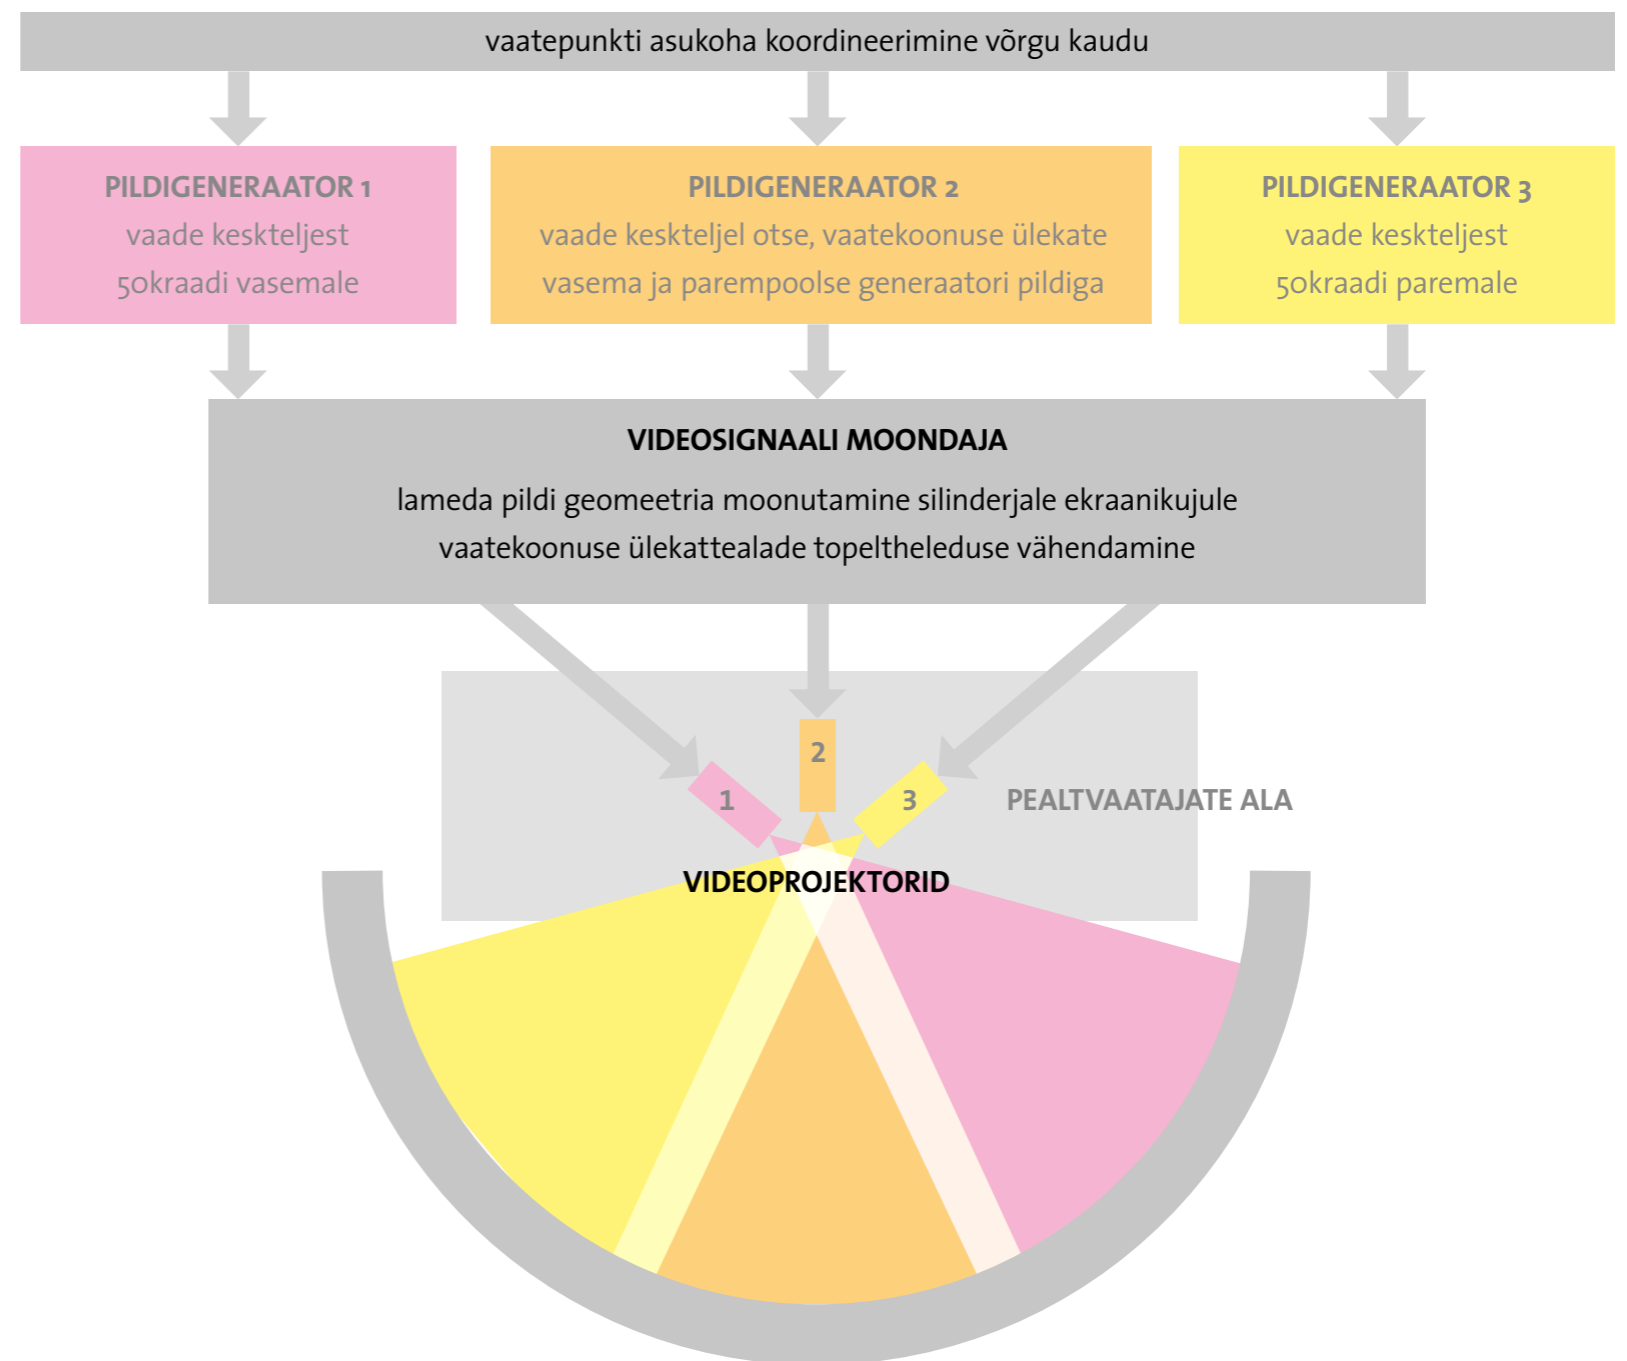 vaatepunkti asukoha koordineerimine võrgu kaudu
PILDIGENERAATOR 1
vaade keskteljest
50kraadi vasemale
PILDIGENERAATOR 2
vaade keskteljel otse, vaatekoonuse ülekate
vasema ja parempoolse generaatori pildiga
PILDIGENERAATOR 3
vaade keskteljest
50kraadi paremale
VIDEOSIGNAALI MOONDAJA
lameda pildi geomeetria moonutamine silinderjale ekraanikujule
vaatekoonuse ülekattealade topeltheleduse vähendamine
2
1
3
PEALTVAATAJATE ALA
VIDEOPROJEKTORID